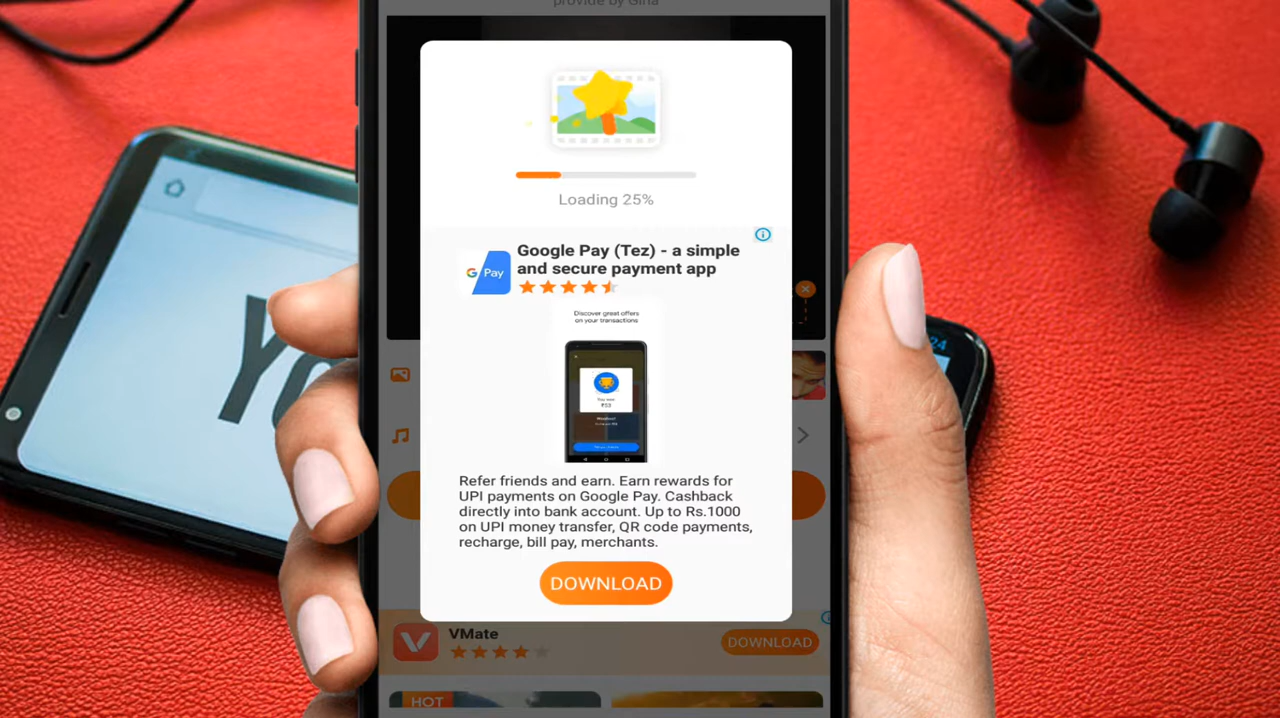 provide by Gina
Loading 25%
Google Pay (Tez) - a simple
and secure payment app
G Pay
Discover great offers
on your transactions
Refer friends and earn. Earn rewards for
UPI payments on Google Pay. Cashback
directly into bank account. Up to Rs.1000
on UPI money transfer, QR code payments,
recharge, bill pay, merchants.
DOWNLOAD
VMate
DOWNLOAD
HOT
YO
24